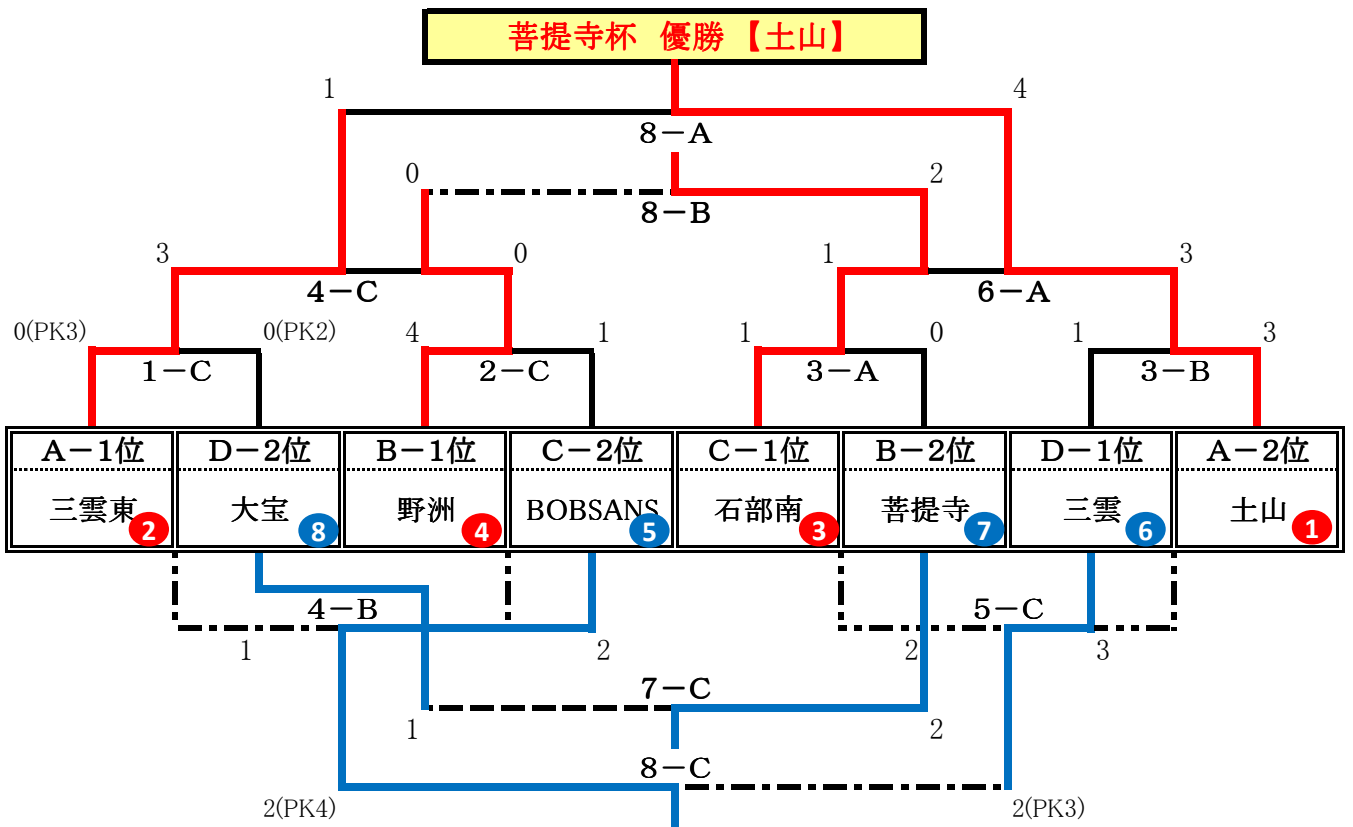 菩提寺杯 優勝 【土山】
1 4
8－A
0 2
8－B
3 0 1 3
4－C 6－A
0(PK3) 0(PK2) 4 1 1 0 1 3
1－C 2－C 3－A 3－B
A－1位 D－2位 B－1位 C－2位 C－1位 B－2位 D－1位 A－2位
三雲東 大宝 野洲 BOBSANS 石部南 菩提寺 三雲 土山
2 8 4 5 3 7 6 1
4－B 5－C
1 2 2 3
7－C
1 2
8－C
2(PK4) 2(PK3)